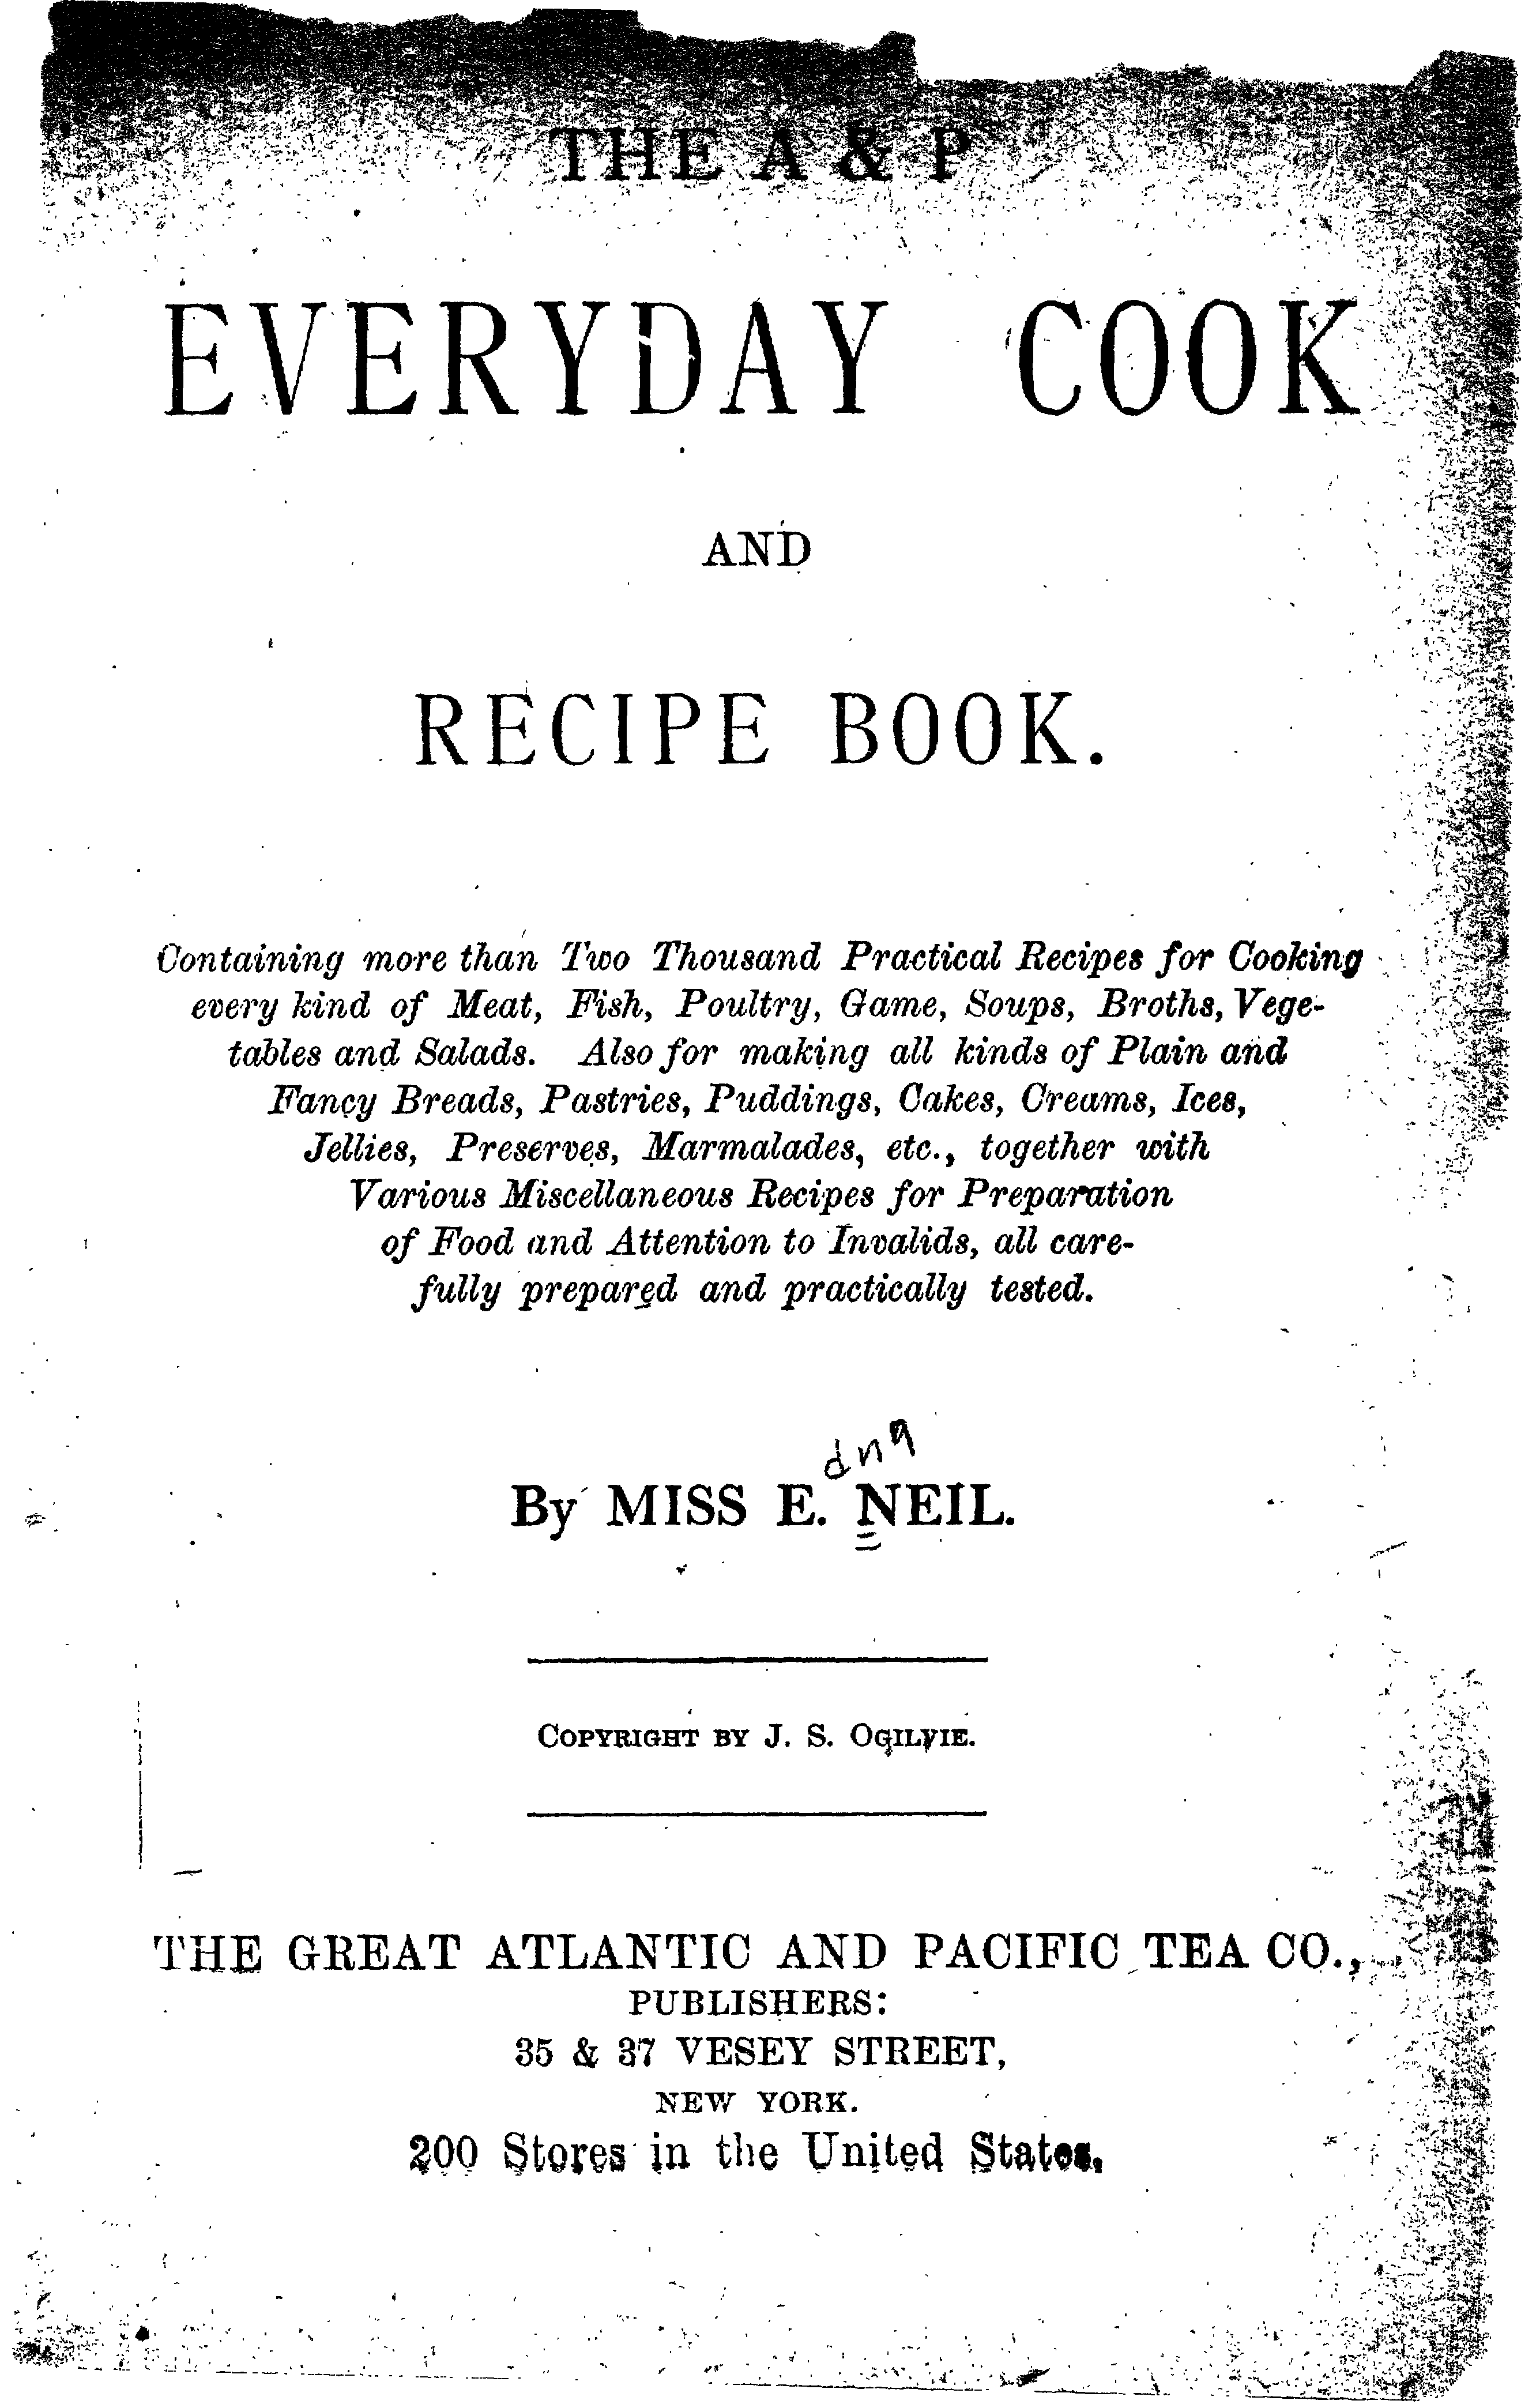 THE A & P
EVERYDAY COOK
AND
RECIPE BOOK.
Containing more than Two Thousand Practical Recipes for Cooking
every kind of Meat, Fish, Poultry, Game, Soups, Broths, Vege-
tables and Salads. Also for making all kinds of Plain and
Fancy Breads, Pastries, Puddings, Cakes, Creams, Ices,
Jellies, Preserves, Marmalades, etc., together with
Various Miscellaneous Recipes for Preparation
of Food and Attention to Invalids, all care-
fully prepared and practically tested.
dna
By MISS E. NEIL.
COPYRIGHT BY J. S. OGILVIE.
THE GREAT ATLANTIC AND PACIFIC TEA CO.,
PUBLISHERS:
35 & 37 VESEY STREET,
NEW YORK.
200 Stores in the United States.